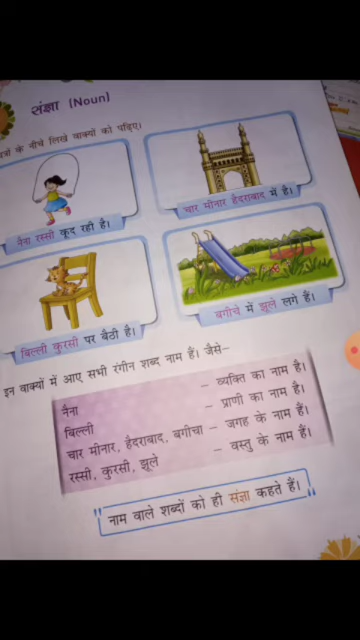 संज्ञा (Noun)
के नीचे लिखे वाक्यों को पढ़िए।
नैना रस्सी कूद रही है।
चार मीनार हैदराबाद में है।
बिल्ली कुरसी पर बैठी है।
बगीचे में झूले लगे हैं।
इन वाक्यों में आए सभी रंगीन शब्द नाम हैं। जैसे–
नैना – व्यक्ति का नाम है।
बिल्ली – प्राणी का नाम है।
चार मीनार, हैदराबाद, बगीचा – जगह के नाम हैं।
रस्सी, कुरसी, झूले – वस्तु के नाम हैं।
नाम वाले शब्दों को ही संज्ञा कहते हैं।